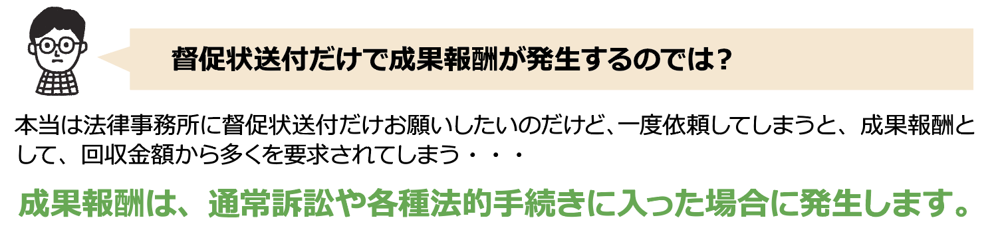 督促状送付だけで成果報酬が発生するのでは？
本当は法律事務所に督促状送付だけお願いしたいのだけど、一度依頼してしまうと、成果報酬と
して、回収金額から多くを要求されてしまう・・・
成果報酬は、通常訴訟や各種法的手続きに入った場合に発生します。